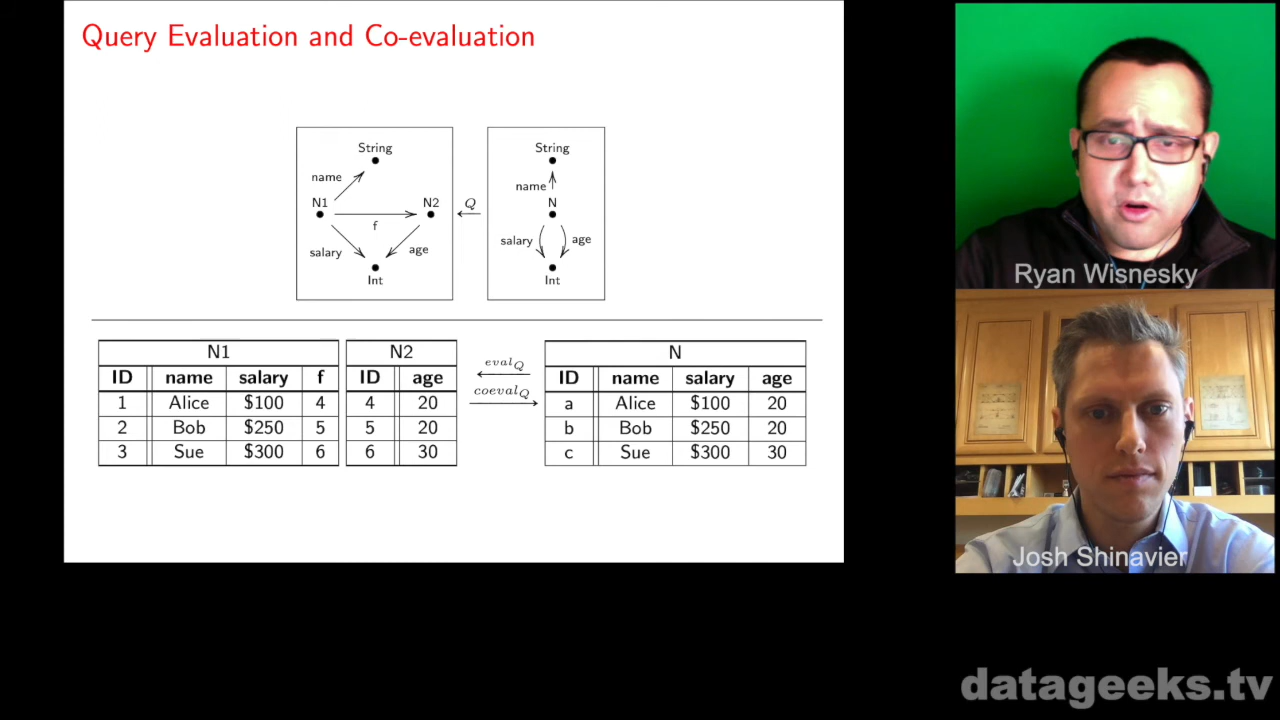 Query Evaluation and Co-evaluation
String
name
N1
N2
f
salary
age
Int
Q
String
name
N
salary
age
Int
N1
ID name salary f
1 Alice $100 4
2 Bob $250 5
3 Sue $300 6
N2
ID age
4 20
5 20
6 30
evalQ
coevalQ
N
ID name salary age
a Alice $100 20
b Bob $250 20
c Sue $300 30
Ryan Wisnesky
Josh Shinavier
datageeks.tv